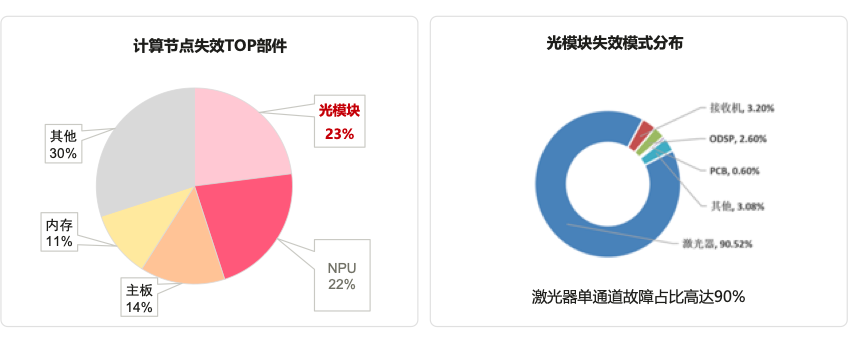 计算节点失效TOP部件
光模块
23%
NPU
22%
主板
14%
内存
11%
其他
30%
光模块失效模式分布
接收机, 3.20%
ODSP, 2.60%
PCB, 0.60%
其他, 3.08%
激光器, 90.52%
激光器单通道故障占比高达90%